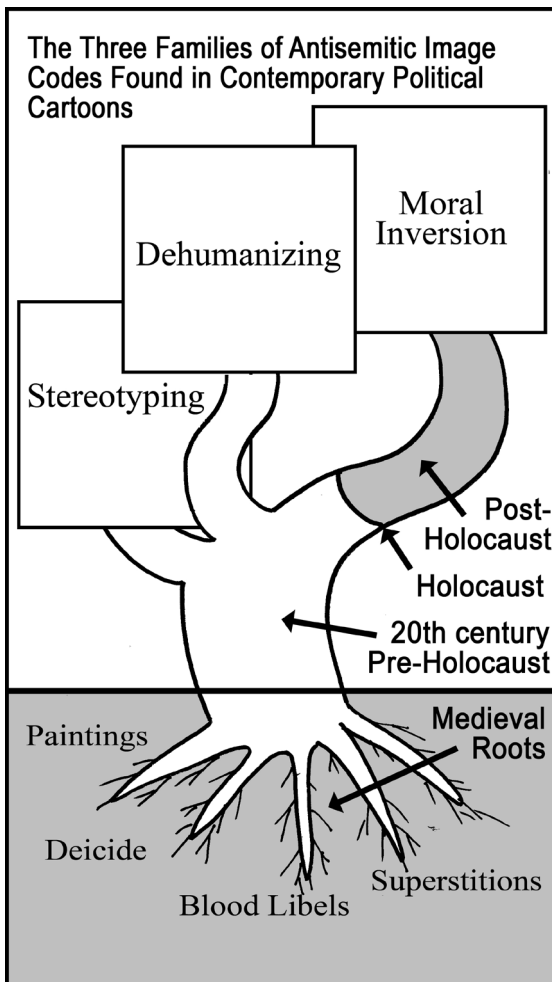 The Three Families of Antisemitic Image
Codes Found in Contemporary Political
Cartoons
Moral
Inversion
Dehumanizing
Stereotyping
Post-
Holocaust
Holocaust
20th century
Pre-Holocaust
Medieval
Roots
Paintings
Deicide
Blood Libels
Superstitions